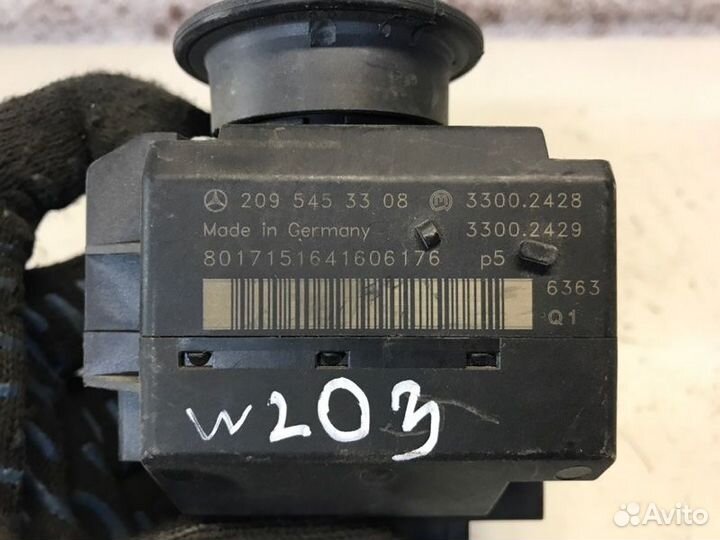 209 545 33 08 M 3300.2428
Made in Germany 3300.2429
8017151641606176 p5
6363
Q1
W203
Avito